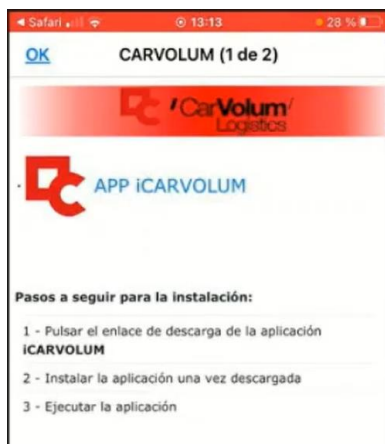 ◀ Safari 13:13 28 %
OK CARVOLUM (1 de 2)
'CarVolum'
Logistics
APP iCARVOLUM
Pasos a seguir para la instalación:
1 - Pulsar el enlace de descarga de la aplicación
iCARVOLUM
2 - Instalar la aplicación una vez descargada
3 - Ejecutar la aplicación